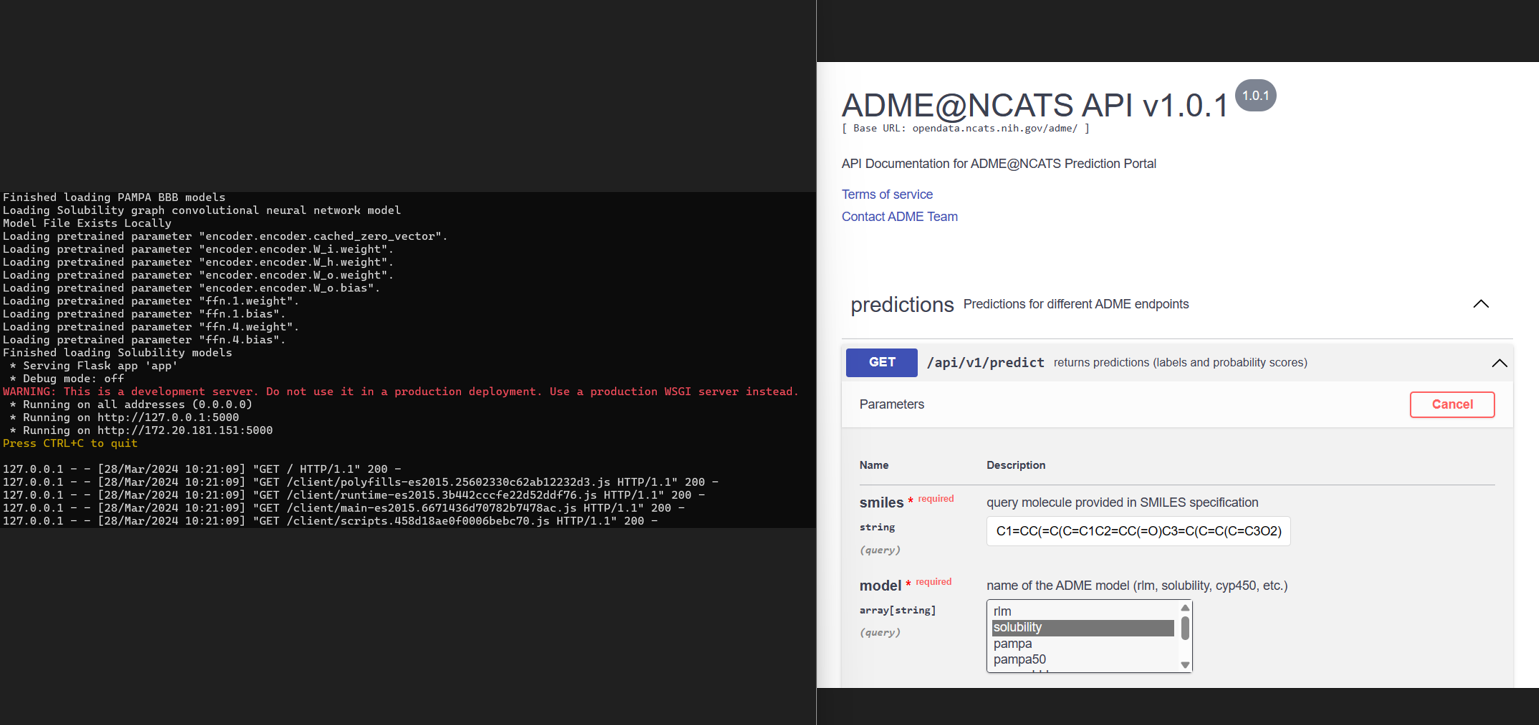 Finished loading PAMPA BBB models
Loading Solubility graph convolutional neural network model
Model File Exists Locally
Loading pretrained parameter "encoder.encoder.cached_zero_vector".
Loading pretrained parameter "encoder.encoder.W_i.weight".
Loading pretrained parameter "encoder.encoder.W_h.weight".
Loading pretrained parameter "encoder.encoder.W_o.weight".
Loading pretrained parameter "encoder.encoder.W_o.bias".
Loading pretrained parameter "ffn.1.weight".
Loading pretrained parameter "ffn.1.bias".
Loading pretrained parameter "ffn.4.weight".
Loading pretrained parameter "ffn.4.bias".
Finished loading Solubility models
* Serving Flask app 'app'
* Debug mode: off
WARNING: This is a development server. Do not use it in a production deployment. Use a production WSGI server instead.
* Running on all addresses (0.0.0.0)
* Running on http://127.0.0.1:5000
* Running on http://172.20.181.151:5000
Press CTRL+C to quit
127.0.0.1 - - [28/Mar/2024 10:21:09] "GET / HTTP/1.1" 200 -
127.0.0.1 - - [28/Mar/2024 10:21:09] "GET /client/polyfills-es2015.25602330c62ab12232d3.js HTTP/1.1" 200 -
127.0.0.1 - - [28/Mar/2024 10:21:09] "GET /client/runtime-es2015.3b442cccfe22d52ddf76.js HTTP/1.1" 200 -
127.0.0.1 - - [28/Mar/2024 10:21:09] "GET /client/main-es2015.6671436d70782b7478ac.js HTTP/1.1" 200 -
127.0.0.1 - - [28/Mar/2024 10:21:09] "GET /client/scripts.458d18ae0f0006bebc70.js HTTP/1.1" 200 -
ADME@NCATS API v1.0.1 1.0.1
[ Base URL: opendata.ncats.nih.gov/adme/ ]
API Documentation for ADME@NCATS Prediction Portal
Terms of service
Contact ADME Team
predictions Predictions for different ADME endpoints
GET /api/v1/predict returns predictions (labels and probability scores)
Parameters Cancel
Name Description
smiles * required query molecule provided in SMILES specification
string C1=CC(=C(C=C1C2=CC(=O)C3=C(C=C(C=C3O2)
(query)
model * required name of the ADME model (rlm, solubility, cyp450, etc.)
array[string] rlm
(query) solubility
pampa
pampa50